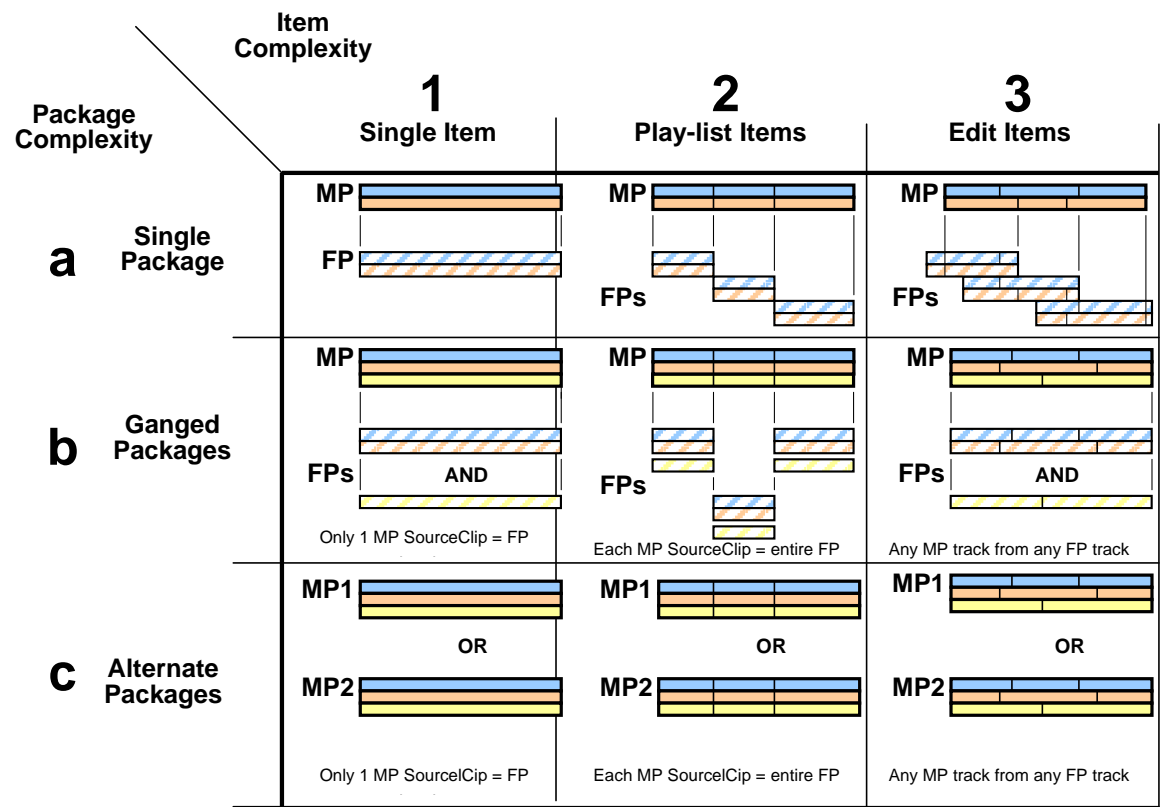 Item
Complexity
Package
Complexity
1
Single Item
2
Play-list Items
3
Edit Items
a
Single
Package
MP
FP
MP
FPs
MP
FPs
b
Ganged
Packages
MP
FPs
AND
Only 1 MP SourceClip = FP
MP
FPs
Each MP SourceClip = entire FP
MP
FPs
AND
Any MP track from any FP track
c
Alternate
Packages
MP1
OR
MP2
Only 1 MP SourcelCip = FP
MP1
OR
MP2
Each MP SourcelCip = entire FP
MP1
OR
MP2
Any MP track from any FP track